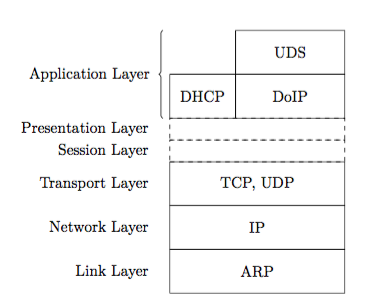 UDS
Application Layer
DHCP DoIP
Presentation Layer
Session Layer
Transport Layer TCP, UDP
Network Layer IP
Link Layer ARP